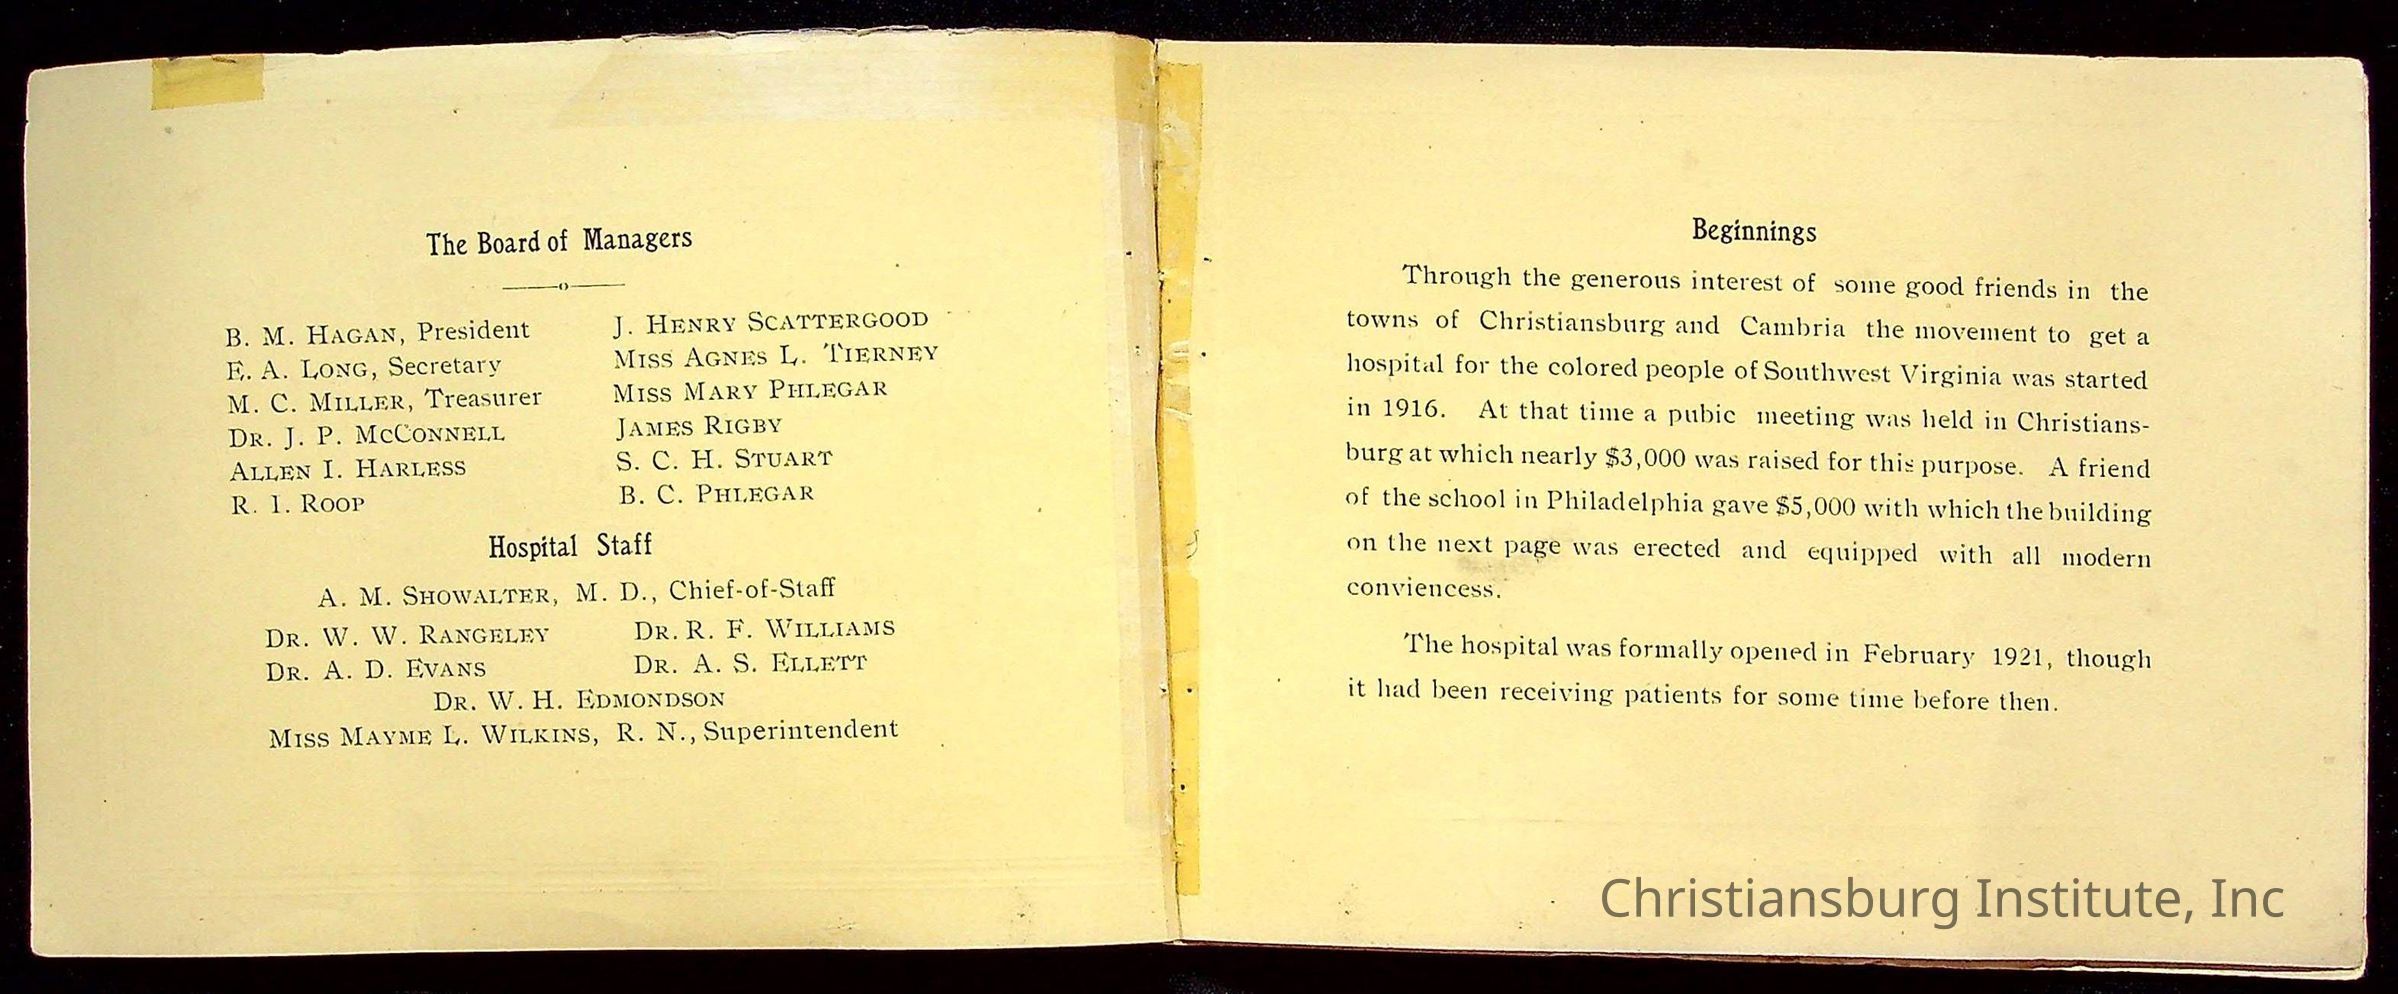 The Board of Managers
B. M. HAGAN, President
E. A. LONG, Secretary
M. C. MILLER, Treasurer
DR. J. P. MCCONNELL
ALLEN I. HARLESS
R. I. ROOP
J. HENRY SCATTERGOOD
MISS AGNES L. TIERNEY
MISS MARY PHLEGAR
JAMES RIGBY
S. C. H. STUART
B. C. PHLEGAR
Hospital Staff
A. M. SHOWALTER, M. D., Chief-of-Staff
DR. W. W. RANGELEY DR. R. F. WILLIAMS
DR. A. D. EVANS DR. A. S. ELLETT
DR. W. H. EDMONDSON
MISS MAYME L. WILKINS, R. N., Superintendent
Beginnings
Through the generous interest of some good friends in the
towns of Christiansburg and Cambria the movement to get a
hospital for the colored people of Southwest Virginia was started
in 1916. At that time a pubic meeting was held in Christians-
burg at which nearly $3,000 was raised for this purpose. A friend
of the school in Philadelphia gave $5,000 with which the building
on the next page was erected and equipped with all modern
conviencess.
The hospital was formally opened in February 1921, though
it had been receiving patients for some time before then.
Christiansburg Institute, Inc